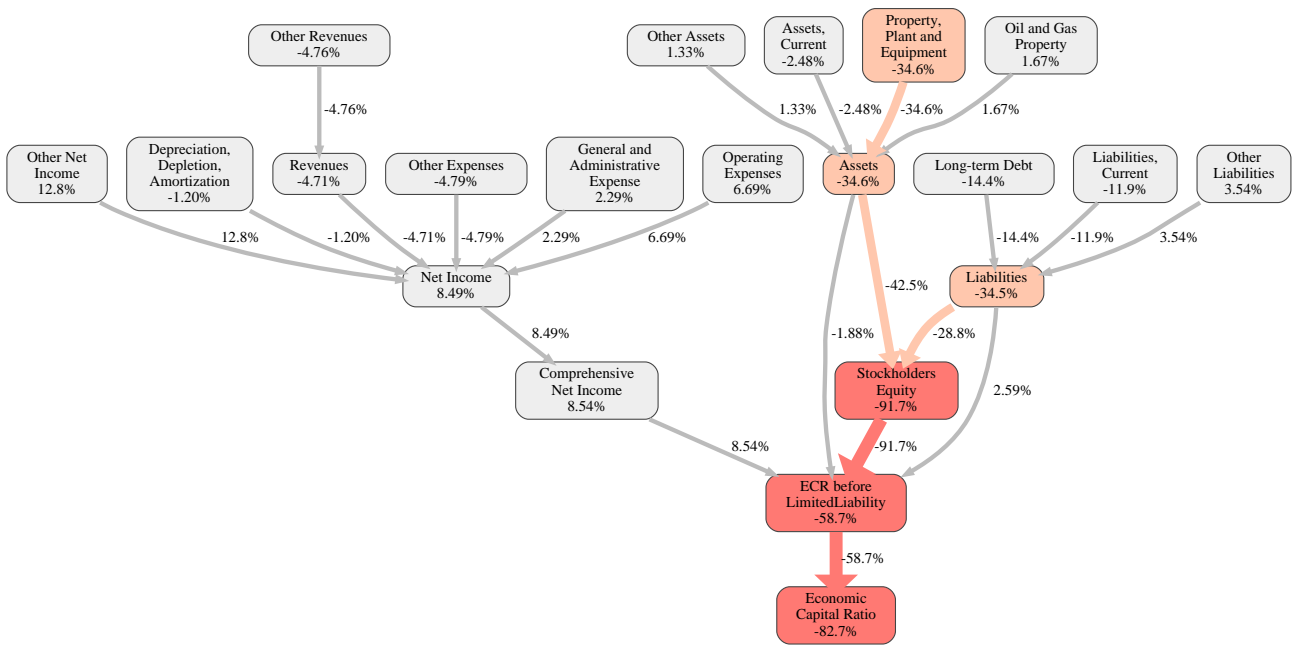 Other Revenues
-4.76%
Other Assets
1.33%
Assets,
Current
-2.48%
Property,
Plant and
Equipment
-34.6%
Oil and Gas
Property
1.67%
-4.76%
1.33%
-2.48%
-34.6%
1.67%
Other Net
Income
12.8%
Depreciation,
Depletion,
Amortization
-1.20%
Revenues
-4.71%
Other Expenses
-4.79%
General and
Administrative
Expense
2.29%
Operating
Expenses
6.69%
Assets
-34.6%
Long-term Debt
-14.4%
Liabilities,
Current
-11.9%
Other
Liabilities
3.54%
12.8%
-1.20%
-4.71%
-4.79%
2.29%
6.69%
-14.4%
-11.9%
3.54%
Net Income
8.49%
Liabilities
-34.5%
-42.5%
8.49%
-1.88%
-28.8%
Comprehensive
Net Income
8.54%
Stockholders
Equity
-91.7%
2.59%
8.54%
-91.7%
ECR before
LimitedLiability
-58.7%
-58.7%
Economic
Capital Ratio
-82.7%